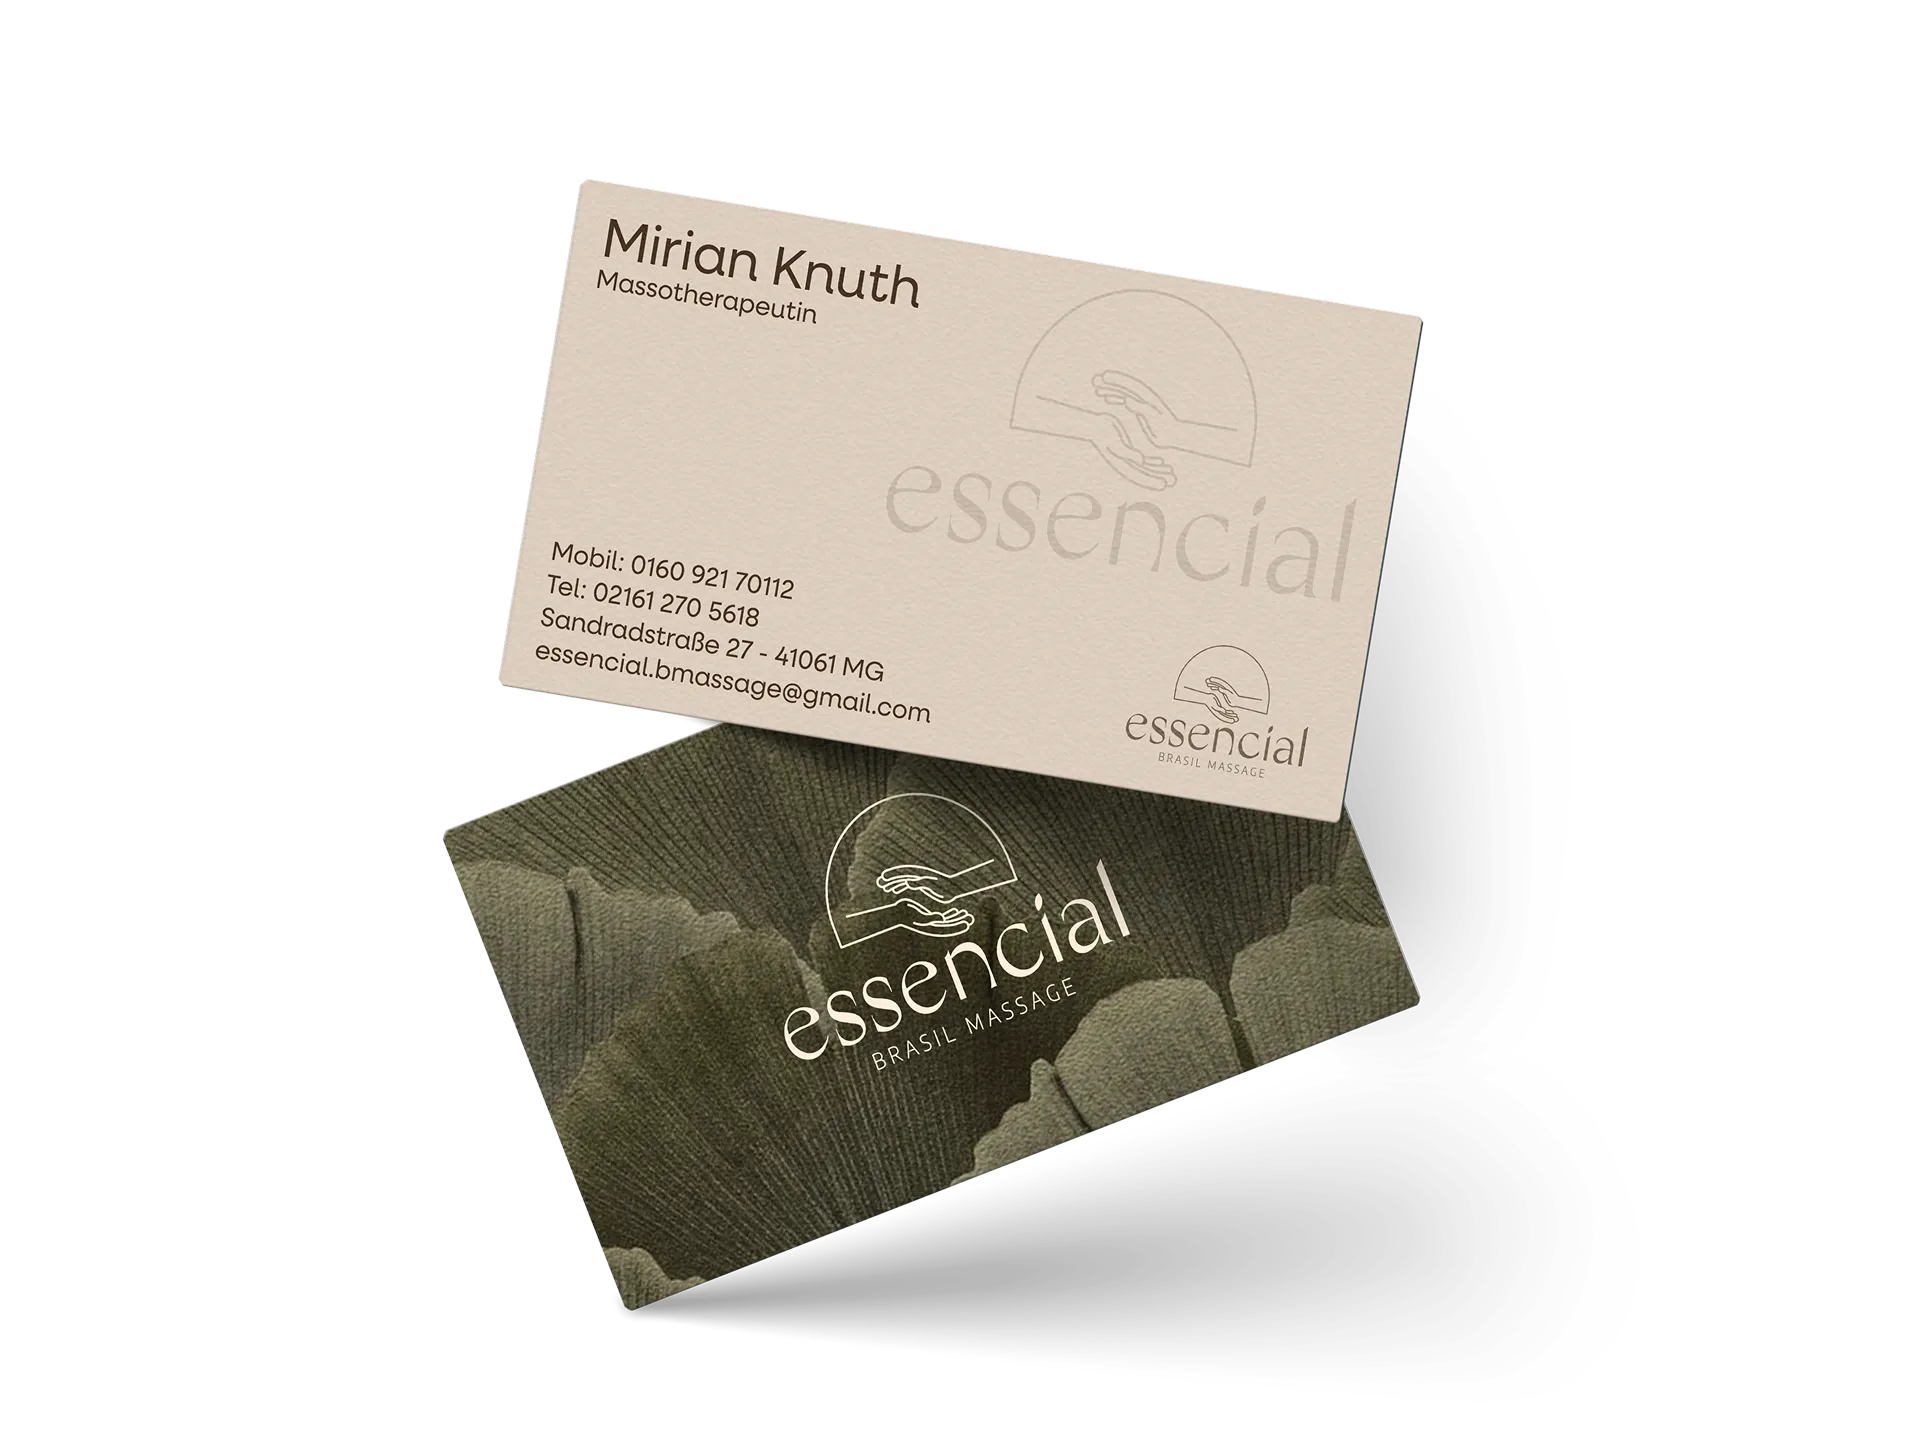 Mirian Knuth
Massotherapeutin
essencial
Mobil: 0160 921 70112
Tel: 02161 270 5618
Sandradstraße 27 - 41061 MG
essencial.bmassage@gmail.com
essencial
BRASIL MASSAGE
essencial
BRASIL MASSAGE